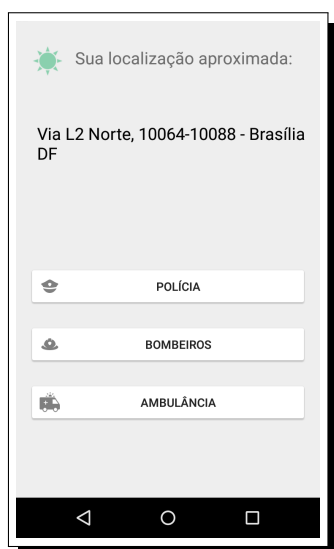 Sua localização aproximada:
Via L2 Norte, 10064-10088 - Brasília
DF
POLÍCIA
BOMBEIROS
AMBULÂNCIA